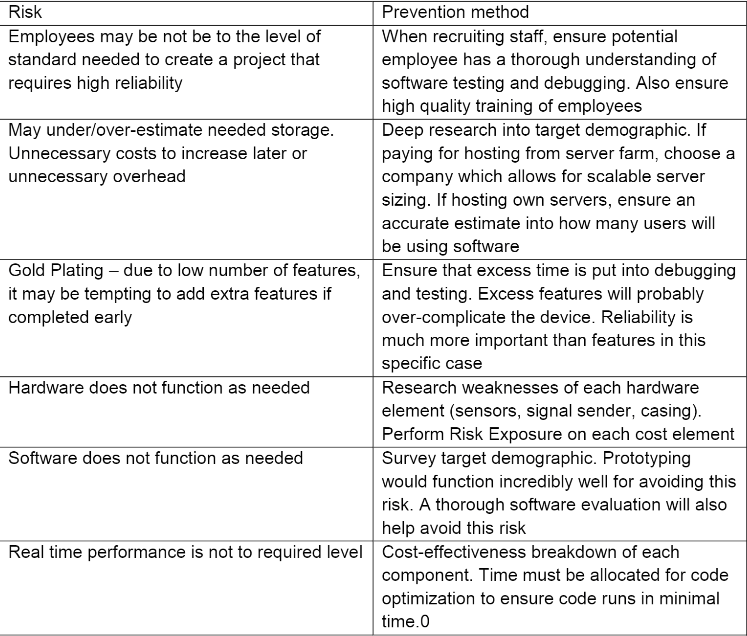 Risk
Prevention method
Employees may be not be to the level of
standard needed to create a project that
requires high reliability
When recruiting staff, ensure potential
employee has a thorough understanding of
software testing and debugging. Also ensure
high quality training of employees
May under/over-estimate needed storage.
Unnecessary costs to increase later or
unnecessary overhead
Deep research into target demographic. If
paying for hosting from server farm, choose a
company which allows for scalable server
sizing. If hosting own servers, ensure an
accurate estimate into how many users will
be using software
Gold Plating – due to low number of features,
it may be tempting to add extra features if
completed early
Ensure that excess time is put into debugging
and testing. Excess features will probably
over-complicate the device. Reliability is
much more important than features in this
specific case
Hardware does not function as needed
Research weaknesses of each hardware
element (sensors, signal sender, casing).
Perform Risk Exposure on each cost element
Software does not function as needed
Survey target demographic. Prototyping
would function incredibly well for avoiding this
risk. A thorough software evaluation will also
help avoid this risk
Real time performance is not to required level
Cost-effectiveness breakdown of each
component. Time must be allocated for code
optimization to ensure code runs in minimal
time.0